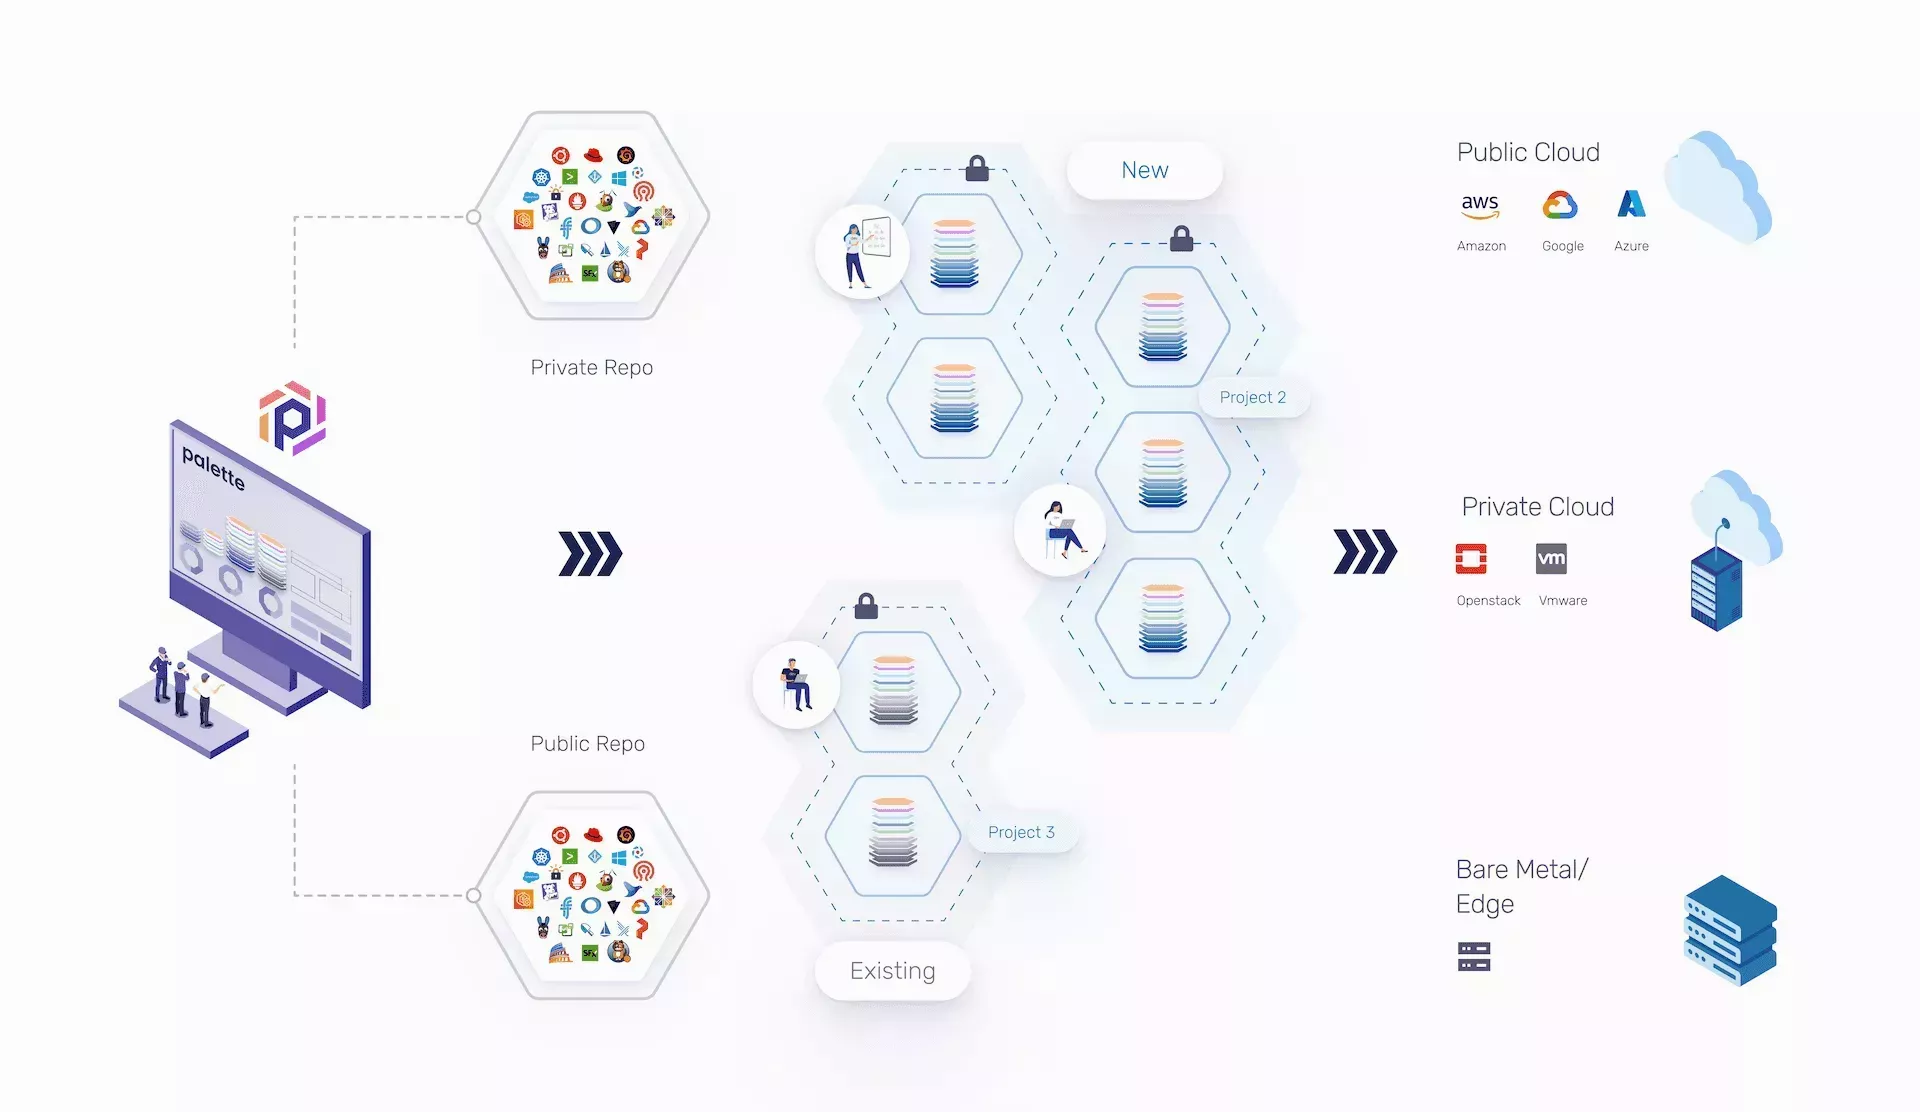 palette
Private Repo
Public Repo
New
Project 2
Project 3
Existing
Public Cloud
aws
Amazon
Google
Azure
Private Cloud
vm
Openstack
Vmware
Bare Metal/
Edge